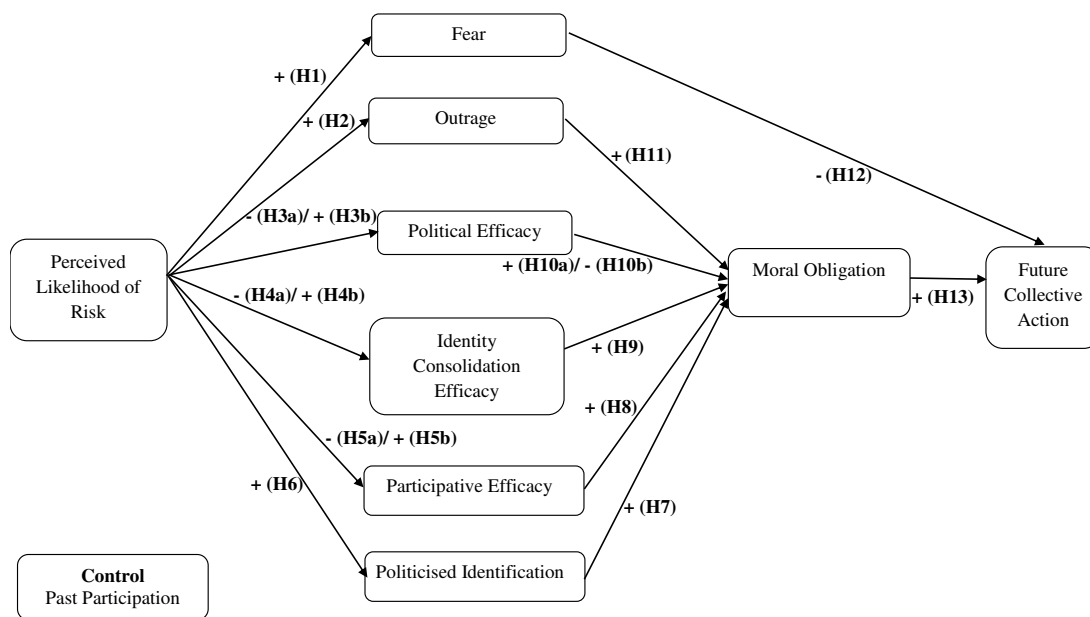 Fear
+ (H1)
+ (H2)
Outrage
+ (H11)
- (H12)
- (H3a)/ + (H3b)
Political Efficacy
+ (H10a)/ - (H10b)
Perceived
Likelihood of
Risk
Moral Obligation
Future
Collective
Action
+ (H13)
- (H4a)/ + (H4b)
Identity
Consolidation
Efficacy
+ (H9)
+ (H8)
- (H5a)/ + (H5b)
+ (H6)
Participative Efficacy
+ (H7)
Politicised Identification
Control
Past Participation